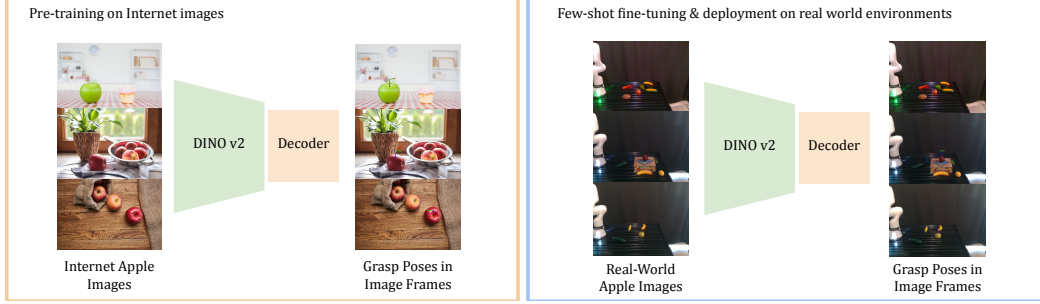 Pre-training on Internet images
DINO v2
Decoder
Internet Apple
Images
Grasp Poses in
Image Frames
Few-shot fine-tuning & deployment on real world environments
DINO v2
Decoder
Real-World
Apple Images
Grasp Poses in
Image Frames